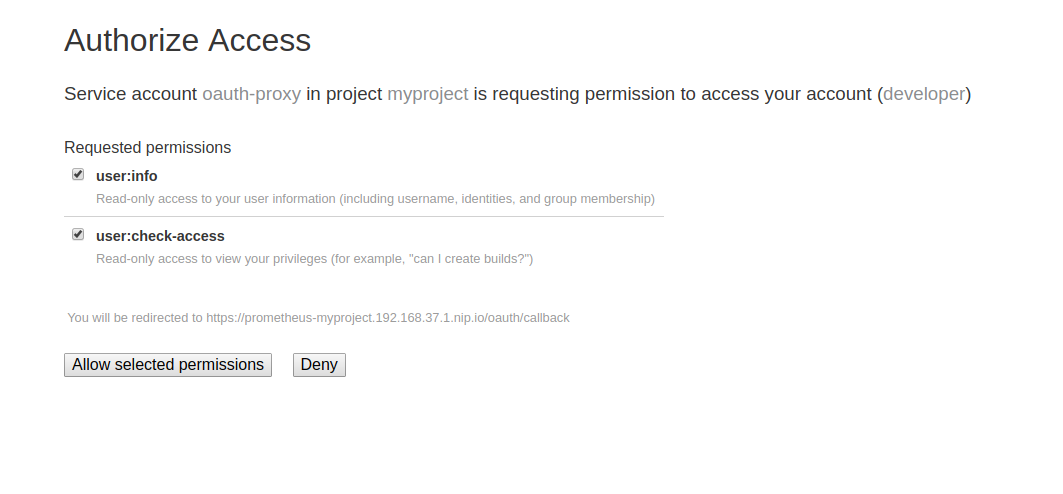 Authorize Access
Service account oauth-proxy in project myproject is requesting permission to access your account (developer)
Requested permissions
user:info
Read-only access to your user information (including username, identities, and group membership)
user:check-access
Read-only access to view your privileges (for example, "can I create builds?")
You will be redirected to https://prometheus-myproject.192.168.37.1.nip.io/oauth/callback
Allow selected permissions Deny